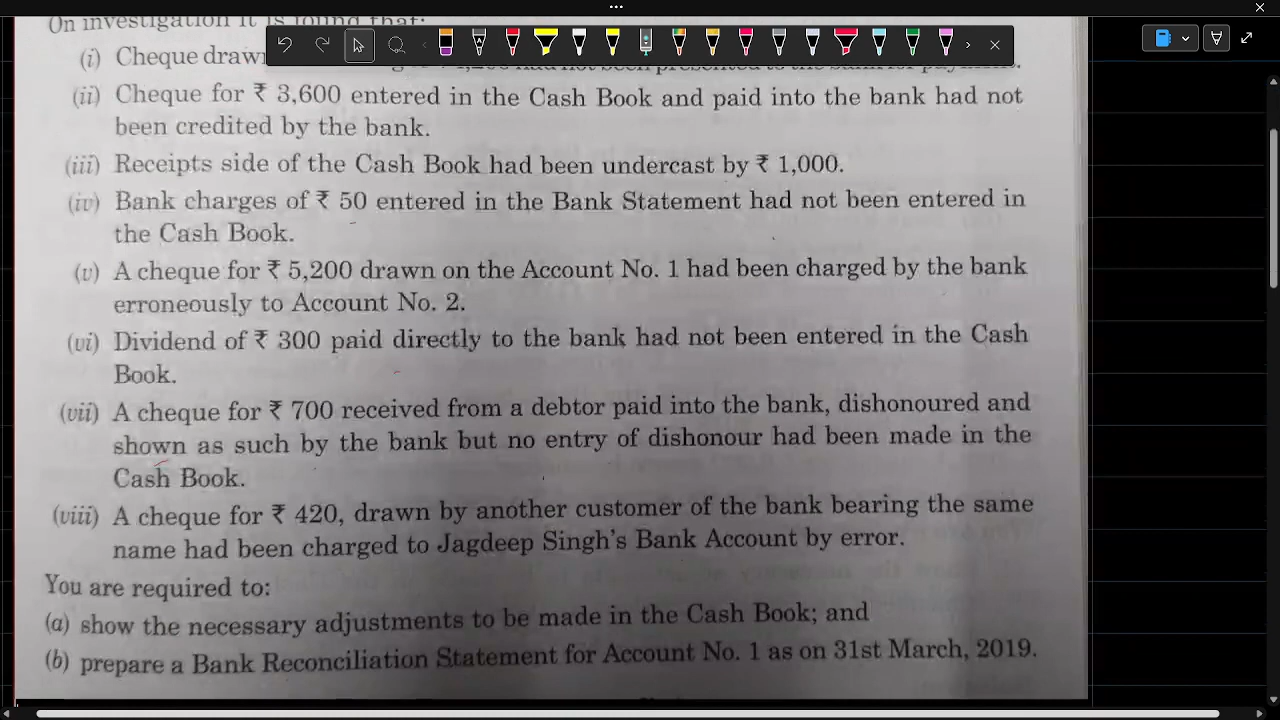 On investigation it is found that:
(i) Cheque drawn
(ii) Cheque for ₹ 3,600 entered in the Cash Book and paid into the bank had not
been credited by the bank.
(iii) Receipts side of the Cash Book had been undercast by ₹ 1,000.
(iv) Bank charges of ₹ 50 entered in the Bank Statement had not been entered in
the Cash Book.
(v) A cheque for ₹ 5,200 drawn on the Account No. 1 had been charged by the bank
erroneously to Account No. 2.
(vi) Dividend of ₹ 300 paid directly to the bank had not been entered in the Cash
Book.
(vii) A cheque for ₹ 700 received from a debtor paid into the bank, dishonoured and
shown as such by the bank but no entry of dishonour had been made in the
Cash Book.
(viii) A cheque for ₹ 420, drawn by another customer of the bank bearing the same
name had been charged to Jagdeep Singh's Bank Account by error.
You are required to:
(a) show the necessary adjustments to be made in the Cash Book; and
(b) prepare a Bank Reconciliation Statement for Account No. 1 as on 31st March, 2019.